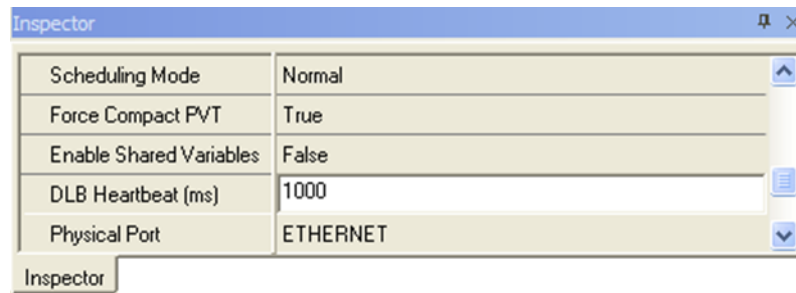 Inspector
Scheduling Mode Normal
Force Compact PVT True
Enable Shared Variables False
DLB Heartbeat (ms) 1000
Physical Port ETHERNET
Inspector